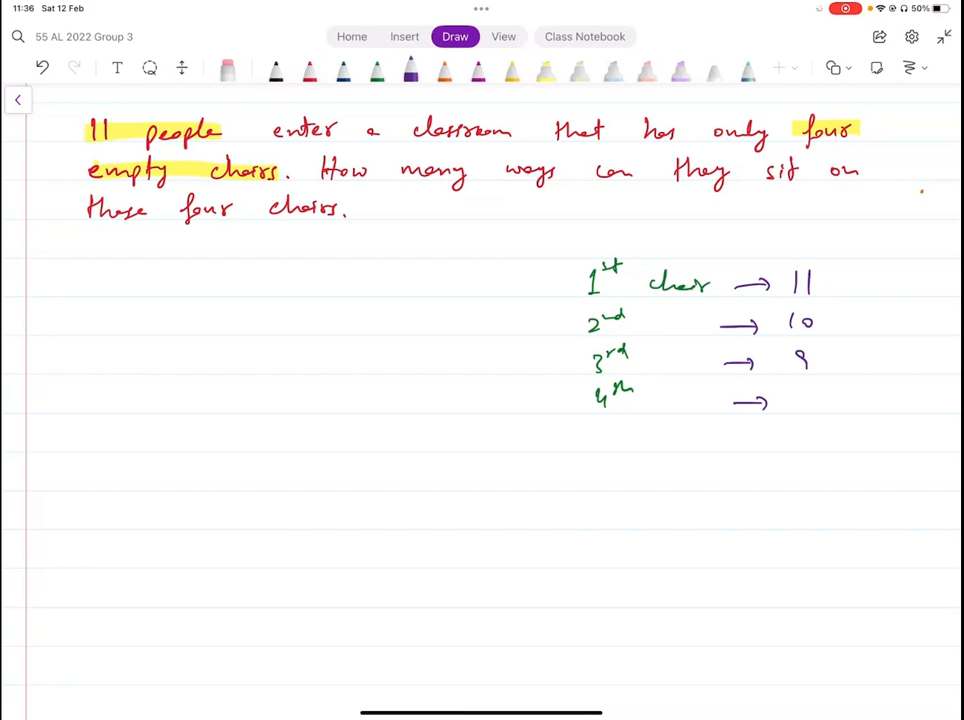 11:36 Sat 12 Feb
50%
55 AL 2022 Group 3
Home Insert Draw View Class Notebook
T
11 people enter a classroom that has only four
empty chairs. How many ways can they sit on
these four chairs.
1st chair → 11
2nd → 10
3rd → 9
4th →